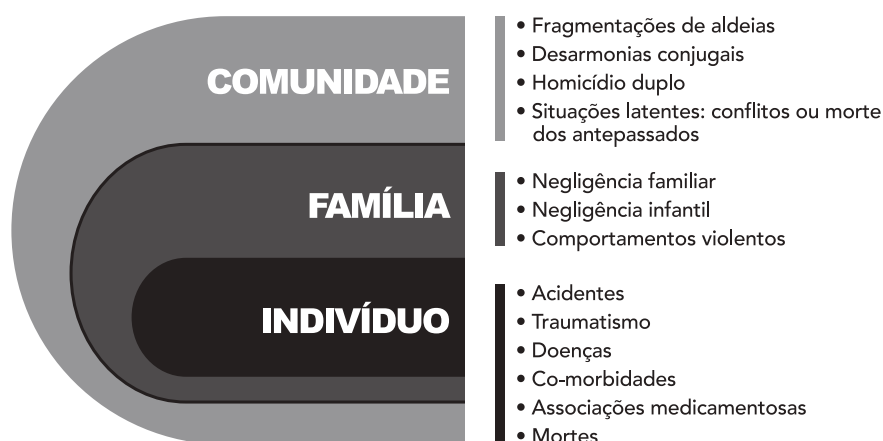 COMUNIDADE
• Fragmentações de aldeias
• Desarmonias conjugais
• Homicídio duplo
• Situações latentes: conflitos ou morte
dos antepassados
FAMÍLIA
• Negligência familiar
• Negligência infantil
• Comportamentos violentos
INDIVÍDUO
• Acidentes
• Traumatismo
• Doenças
• Co-morbidades
• Associações medicamentosas
• Mortes